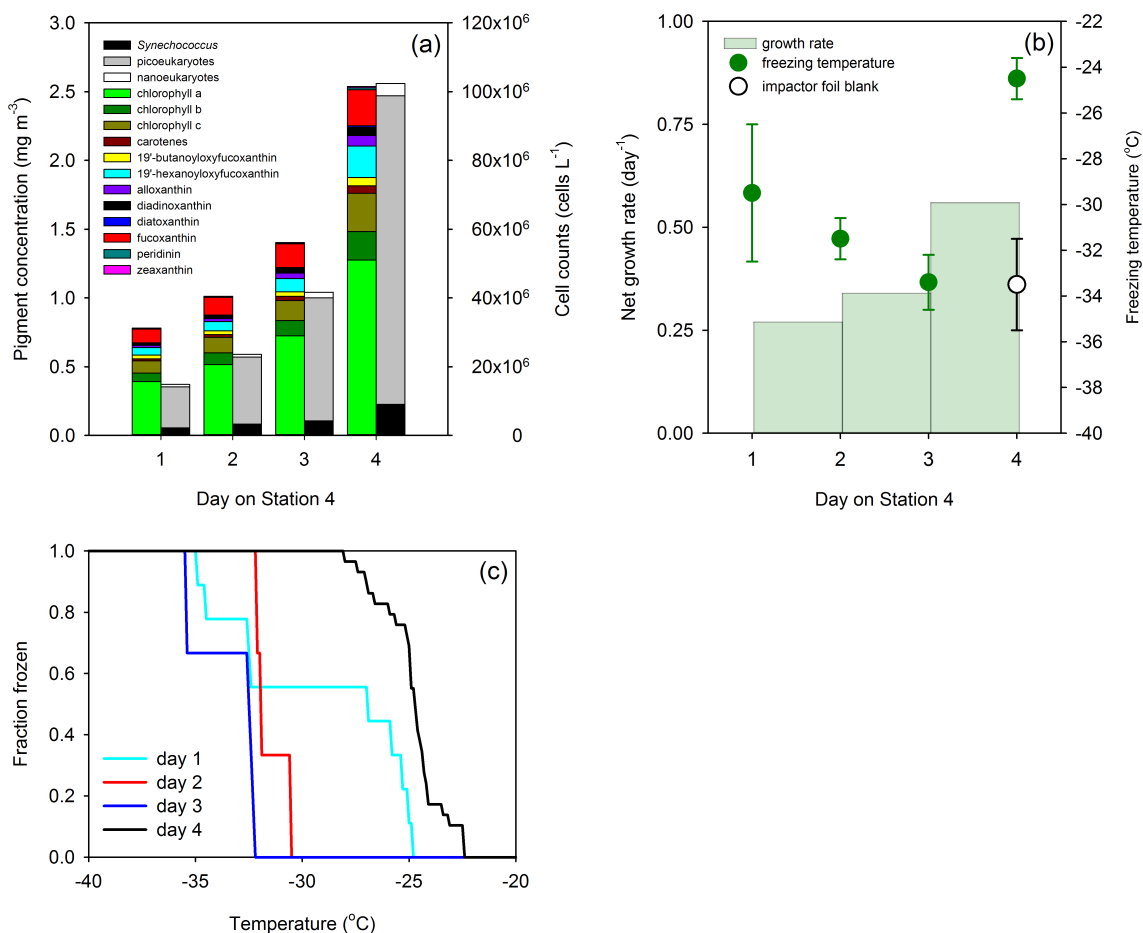 (a)
Pigment concentration (mg m⁻³)
3.0
2.5
2.0
1.5
1.0
0.5
0.0
Synechococcus
picoeukaryotes
nanoeukaryotes
chlorophyll a
chlorophyll b
chlorophyll c
carotenes
19'-butanoyloxyfucoxanthin
19'-hexanoyloxyfucoxanthin
alloxanthin
diadinoxanthin
diatoxanthin
fucoxanthin
peridinin
zeaxanthin
120x10⁶
100x10⁶
80x10⁶
60x10⁶
40x10⁶
20x10⁶
0
Cell counts (cells L⁻¹)
1 2 3 4
Day on Station 4
(b)
Net growth rate (day⁻¹)
1.00
0.75
0.50
0.25
0.00
growth rate
freezing temperature
impactor foil blank
-22
-24
-26
-28
-30
-32
-34
-36
-38
-40
Freezing temperature (°C)
1 2 3 4
Day on Station 4
(c)
Fraction frozen
1.0
0.8
0.6
0.4
0.2
0.0
day 1
day 2
day 3
day 4
-40 -35 -30 -25 -20
Temperature (°C)